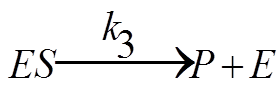 k3
ES → P + E